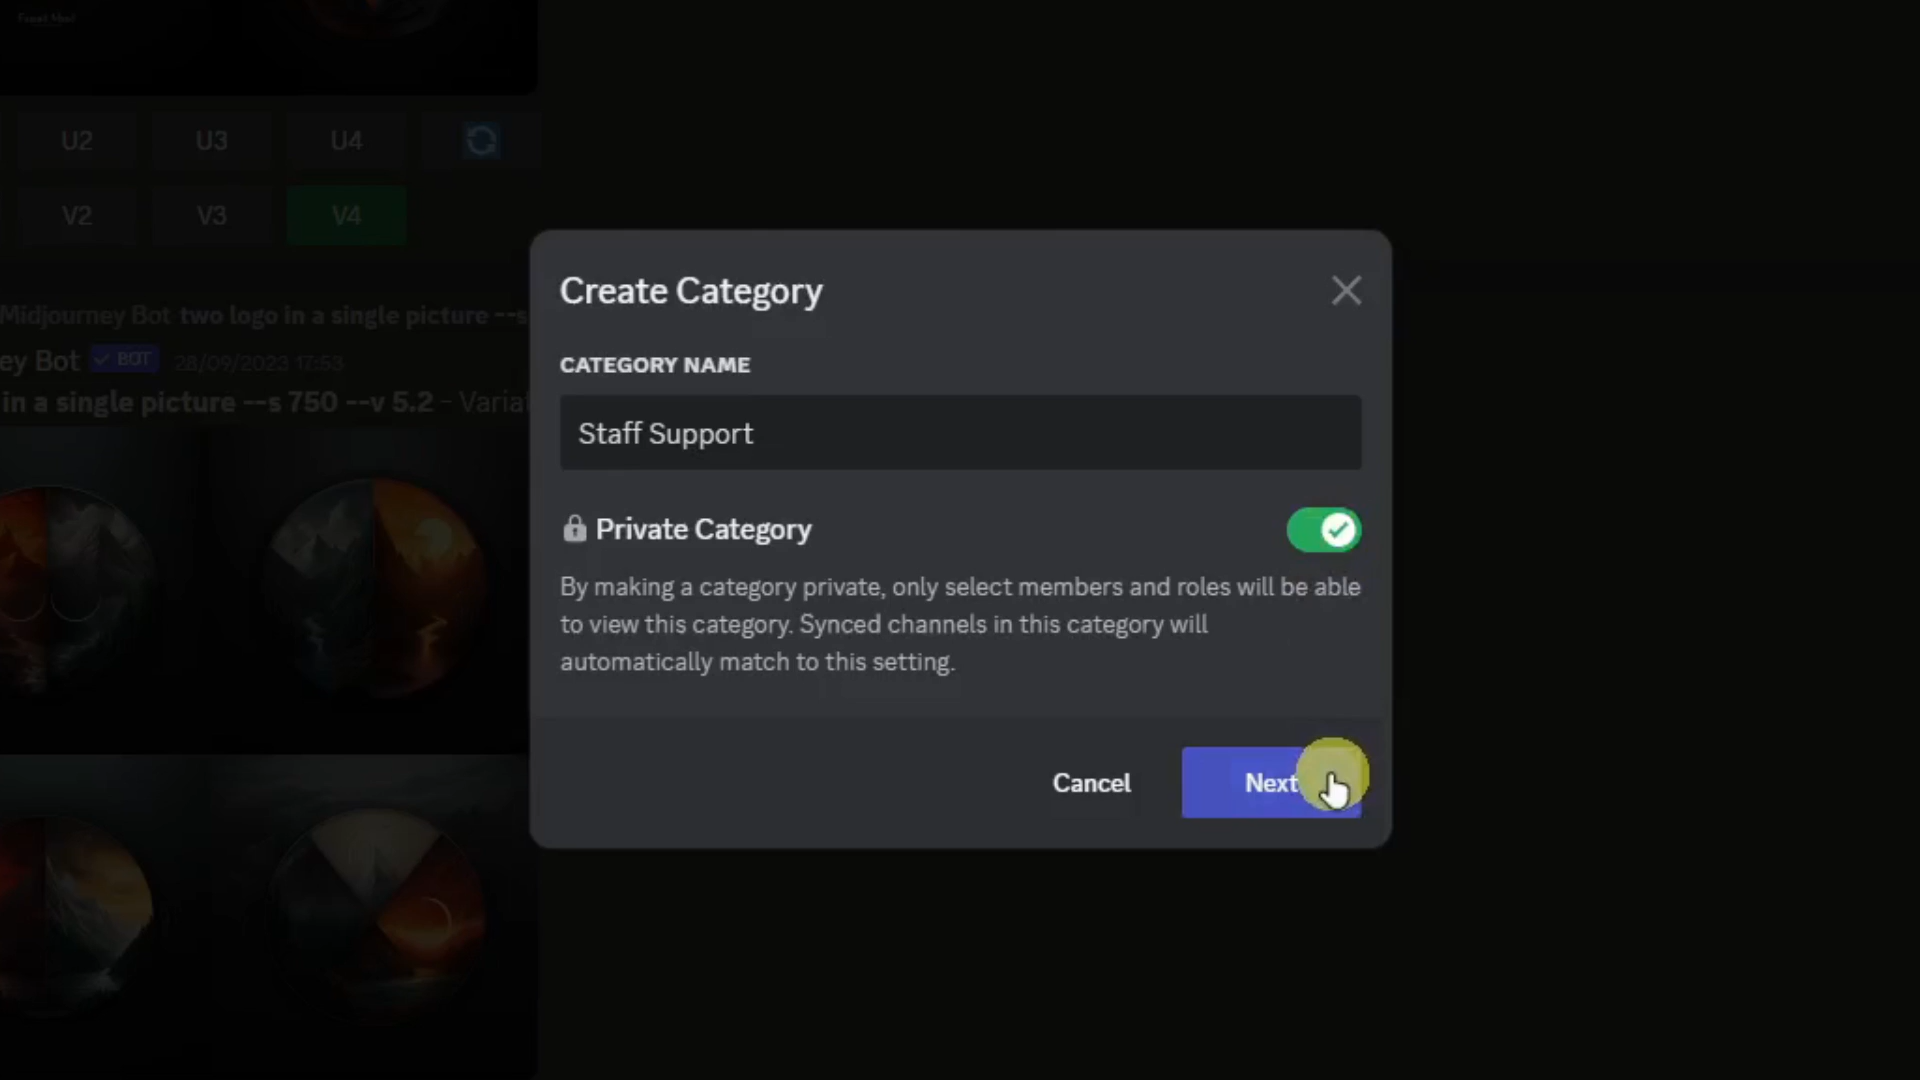 U2 U3 U4
V2 V3 V4
Midjourney Bot two logo in a single picture --s
ey Bot BOT 28/09/2023 17:53
in a single picture --s 750 --v 5.2 - Variat
Create Category
CATEGORY NAME
Staff Support
Private Category
By making a category private, only select members and roles will be able
to view this category. Synced channels in this category will
automatically match to this setting.
Cancel Next